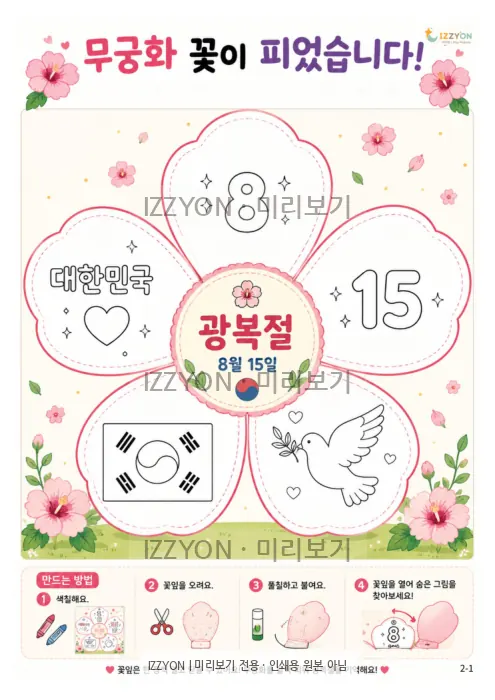 무궁화 꽃이 피었습니다!
IZZYON
8
IZZYON · 미리보기
대한민국
15
광복절
8월 15일
IZZYON · 미리보기
IZZYON · 미리보기
만드는 방법
1 색칠해요.
2 꽃잎을 오려요.
3 풀칠하고 붙여요.
4 꽃잎을 열어 숨은 그림을
찾아보세요!
8
꽃잎은
IZZYON | 미리보기 전용 · 인쇄용 원본 아님
해요!
2-1